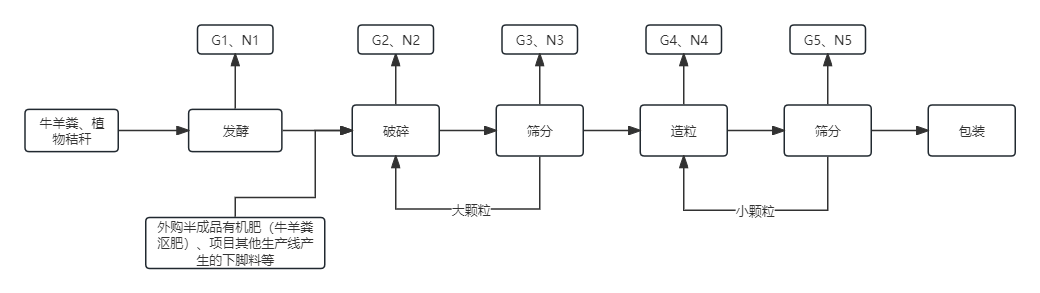 G1、N1
G2、N2
G3、N3
G4、N4
G5、N5
牛羊粪、植
物秸秆
发酵
破碎
筛分
造粒
筛分
包装
大颗粒
小颗粒
外购半成品有机肥（牛羊粪
沤肥）、项目其他生产线产
生的下脚料等